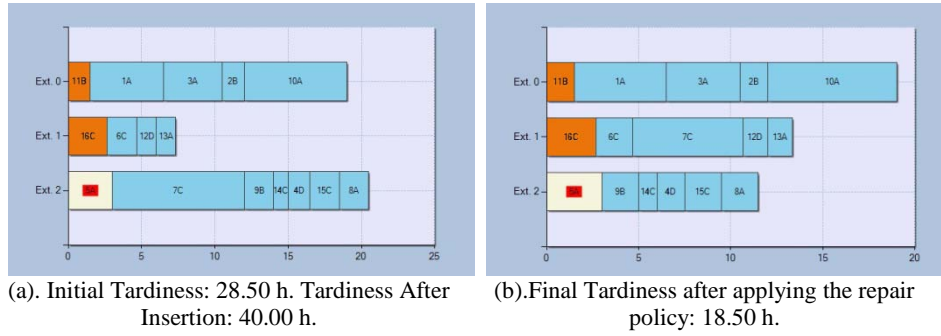 Ext. 0 11B 1A 3A 2B 10A
Ext. 1 16C 6C 12D 13A
Ext. 2 5A 7C 9B 14C 4D 15C 8A
0 5 10 15 20 25
Ext. 0 11B 1A 3A 2B 10A
Ext. 1 16C 6C 7C 12D 13A
Ext. 2 5A 9B 14C 4D 15C 8A
0 5 10 15 20
(a). Initial Tardiness: 28.50 h. Tardiness After
Insertion: 40.00 h.
(b).Final Tardiness after applying the repair
policy: 18.50 h.